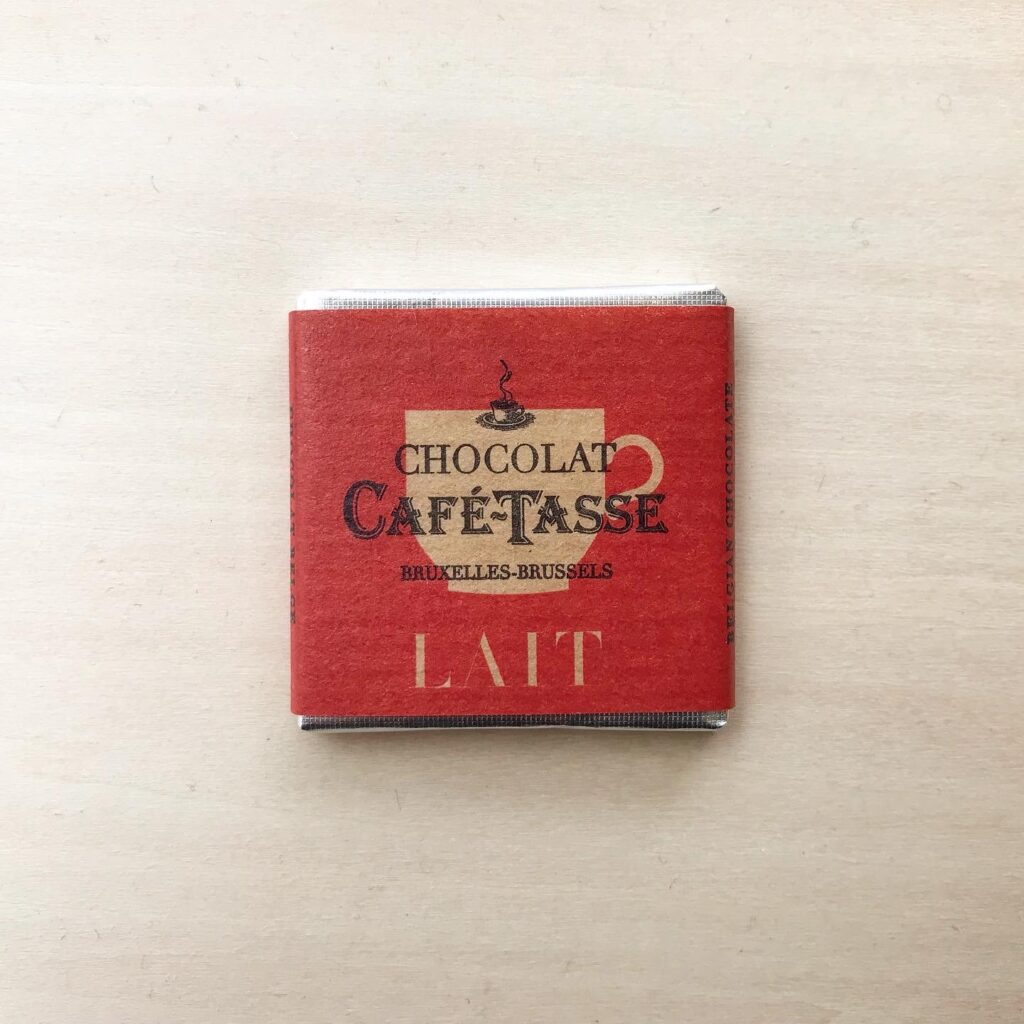 CHOCOLAT
CAFÉ-TASSE
BRUXELLES-BRUSSELS
LAIT
BELGIAN CHOCOLATE